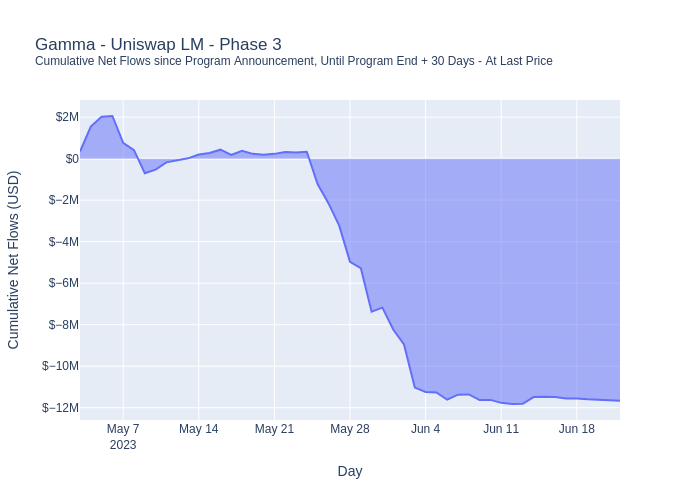 Gamma - Uniswap LM - Phase 3
Cumulative Net Flows since Program Announcement, Until Program End + 30 Days - At Last Price
Cumulative Net Flows (USD)
$2M
$0
$−2M
$−4M
$−6M
$−8M
$−10M
$−12M
May 7
2023
May 14
May 21
May 28
Jun 4
Jun 11
Jun 18
Day